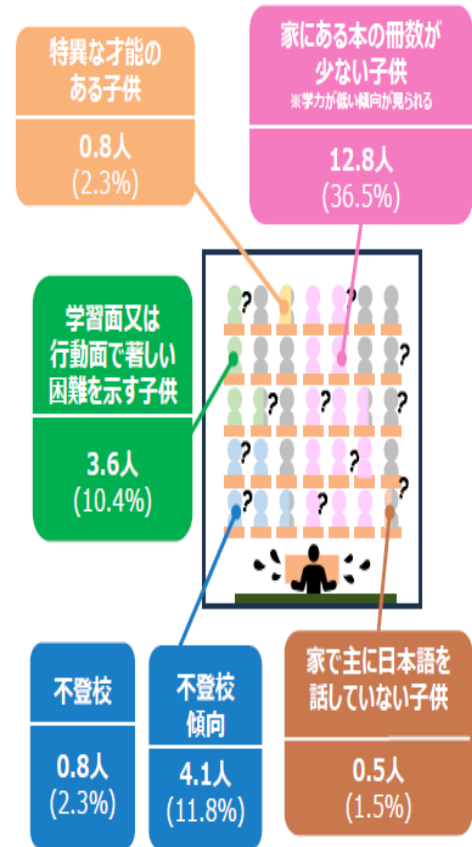 特異な才能の
ある子供
0.8人
(2.3%)
家にある本の冊数が
少ない子供
※学力が低い傾向が見られる
12.8人
(36.5%)
学習面又は
行動面で著しい
困難を示す子供
3.6人
(10.4%)
?
?
?
?
?
?
?
?
?
?
?
?
不登校
0.8人
(2.3%)
不登校
傾向
4.1人
(11.8%)
家で主に日本語を
話していない子供
0.5人
(1.5%)